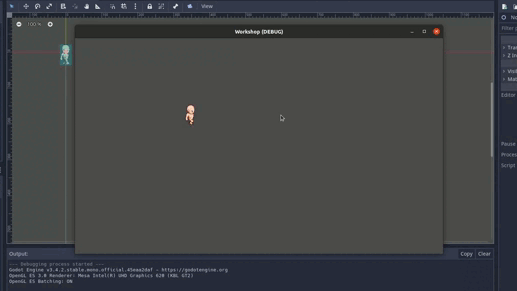 View
100 %
Workshop (DEBUG)
No
Filter
Tra
Z In
Visi
Mat
Editor
Pause
Proces
Script
Output:
Copy
Clear
--- Debugging process started ---
Godot Engine v3.4.2.stable.mono.official.45eaa2daf - https://godotengine.org
OpenGL ES 3.0 Renderer: Mesa Intel(R) UHD Graphics 620 (KBL GT2)
OpenGL ES Batching: ON